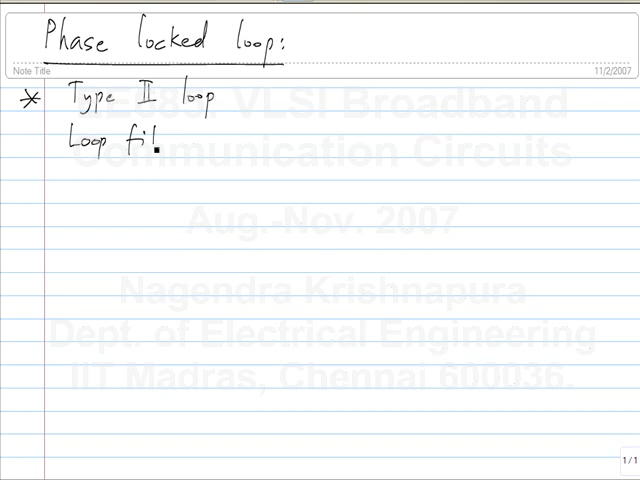 Phase locked loop:
Note Title
11/2/2007
* Type II loop
Loop fil
EE685, VLSI Broadband
Communication Circuits
Aug.-Nov. 2007
Nagendra Krishnapura
Dept. of Electrical Engineering
IIT Madras, Chennai 600036.
1/1